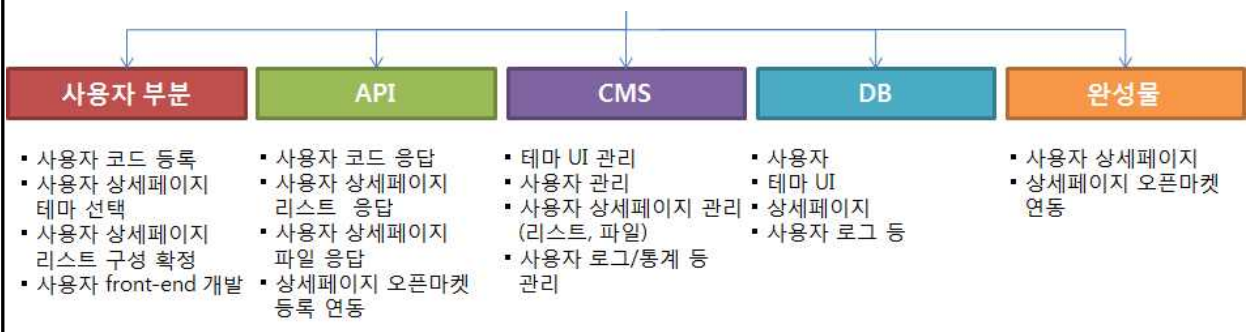 사용자 부분
▪ 사용자 코드 등록
▪ 사용자 상세페이지
테마 선택
▪ 사용자 상세페이지
리스트 구성 확정
▪ 사용자 front-end 개발
API
▪ 사용자 코드 응답
▪ 사용자 상세페이지
리스트 응답
▪ 사용자 상세페이지
파일 응답
▪ 상세페이지 오픈마켓
등록 연동
CMS
▪ 테마 UI 관리
▪ 사용자 관리
▪ 사용자 상세페이지 관리
(리스트, 파일)
▪ 사용자 로그/통계 등
관리
DB
▪ 사용자
▪ 테마 UI
▪ 상세페이지
▪ 사용자 로그 등
완성물
▪ 사용자 상세페이지
▪ 상세페이지 오픈마켓
연동